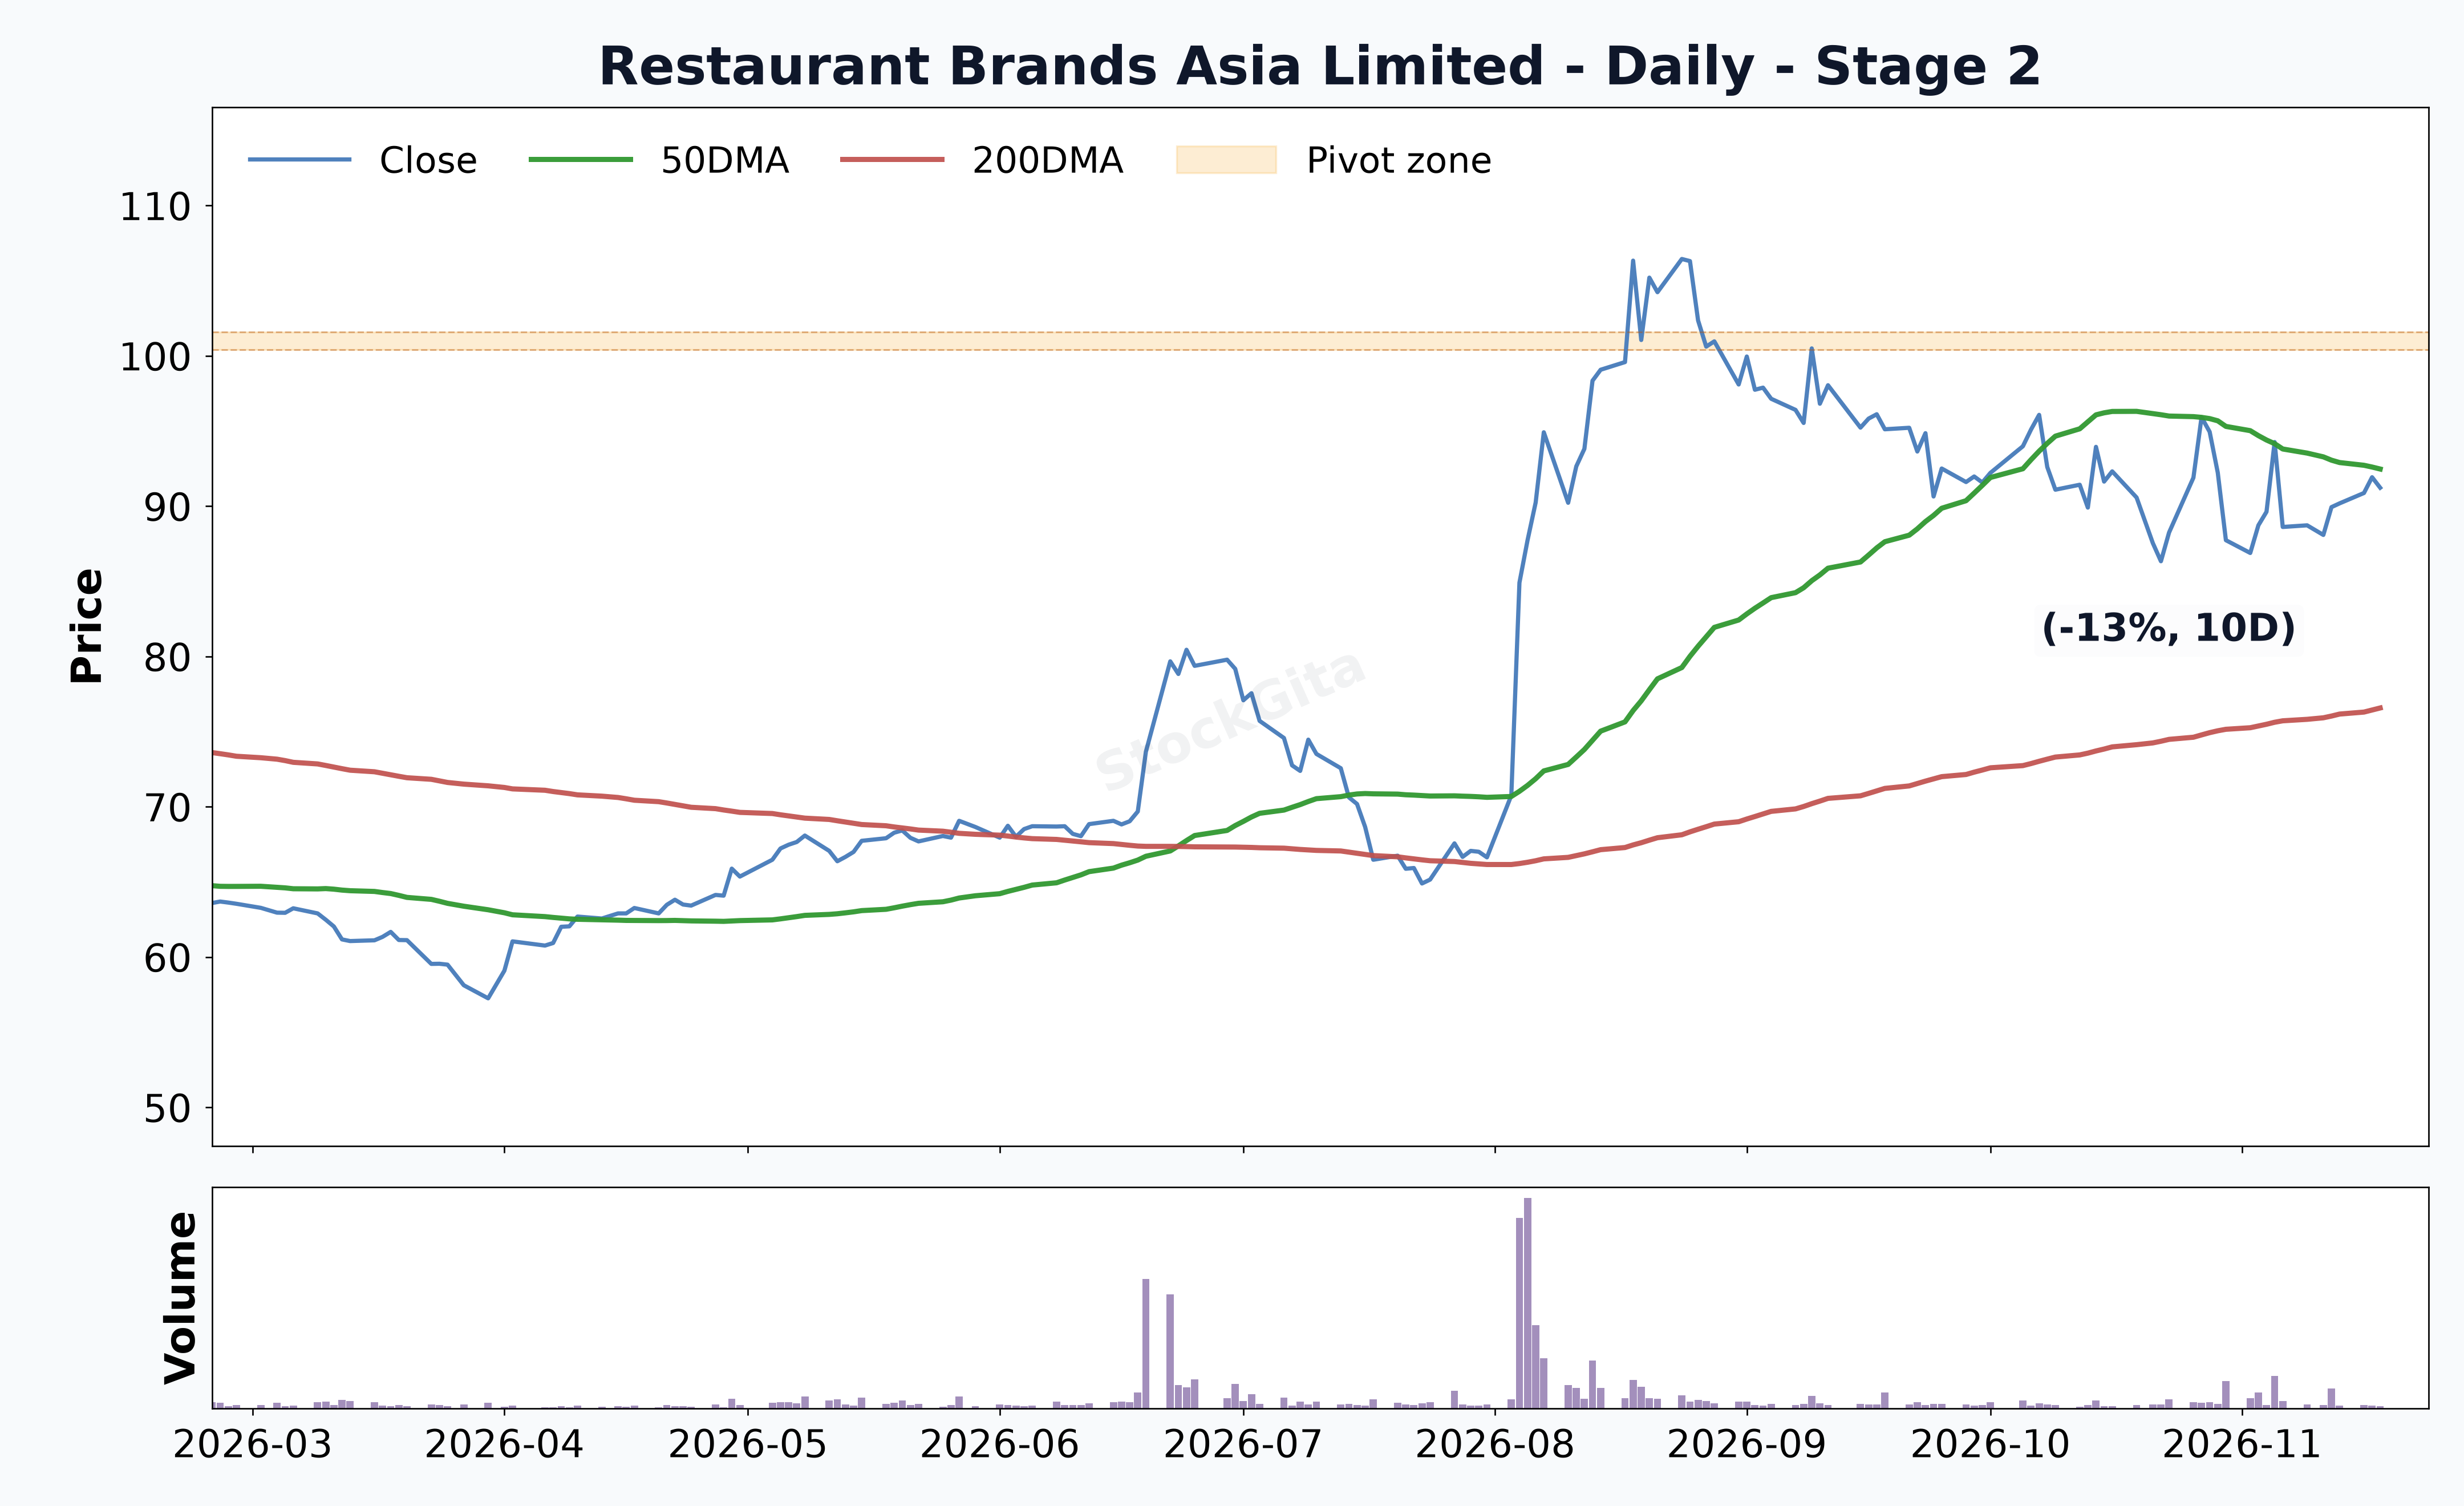 Restaurant Brands Asia Limited - Daily - Stage 2
Close 50DMA 200DMA Pivot zone
Price
110
100
90
80
70
60
50
StockGita
(-13%, 10D)
Volume
2026-03 2026-04 2026-05 2026-06 2026-07 2026-08 2026-09 2026-10 2026-11